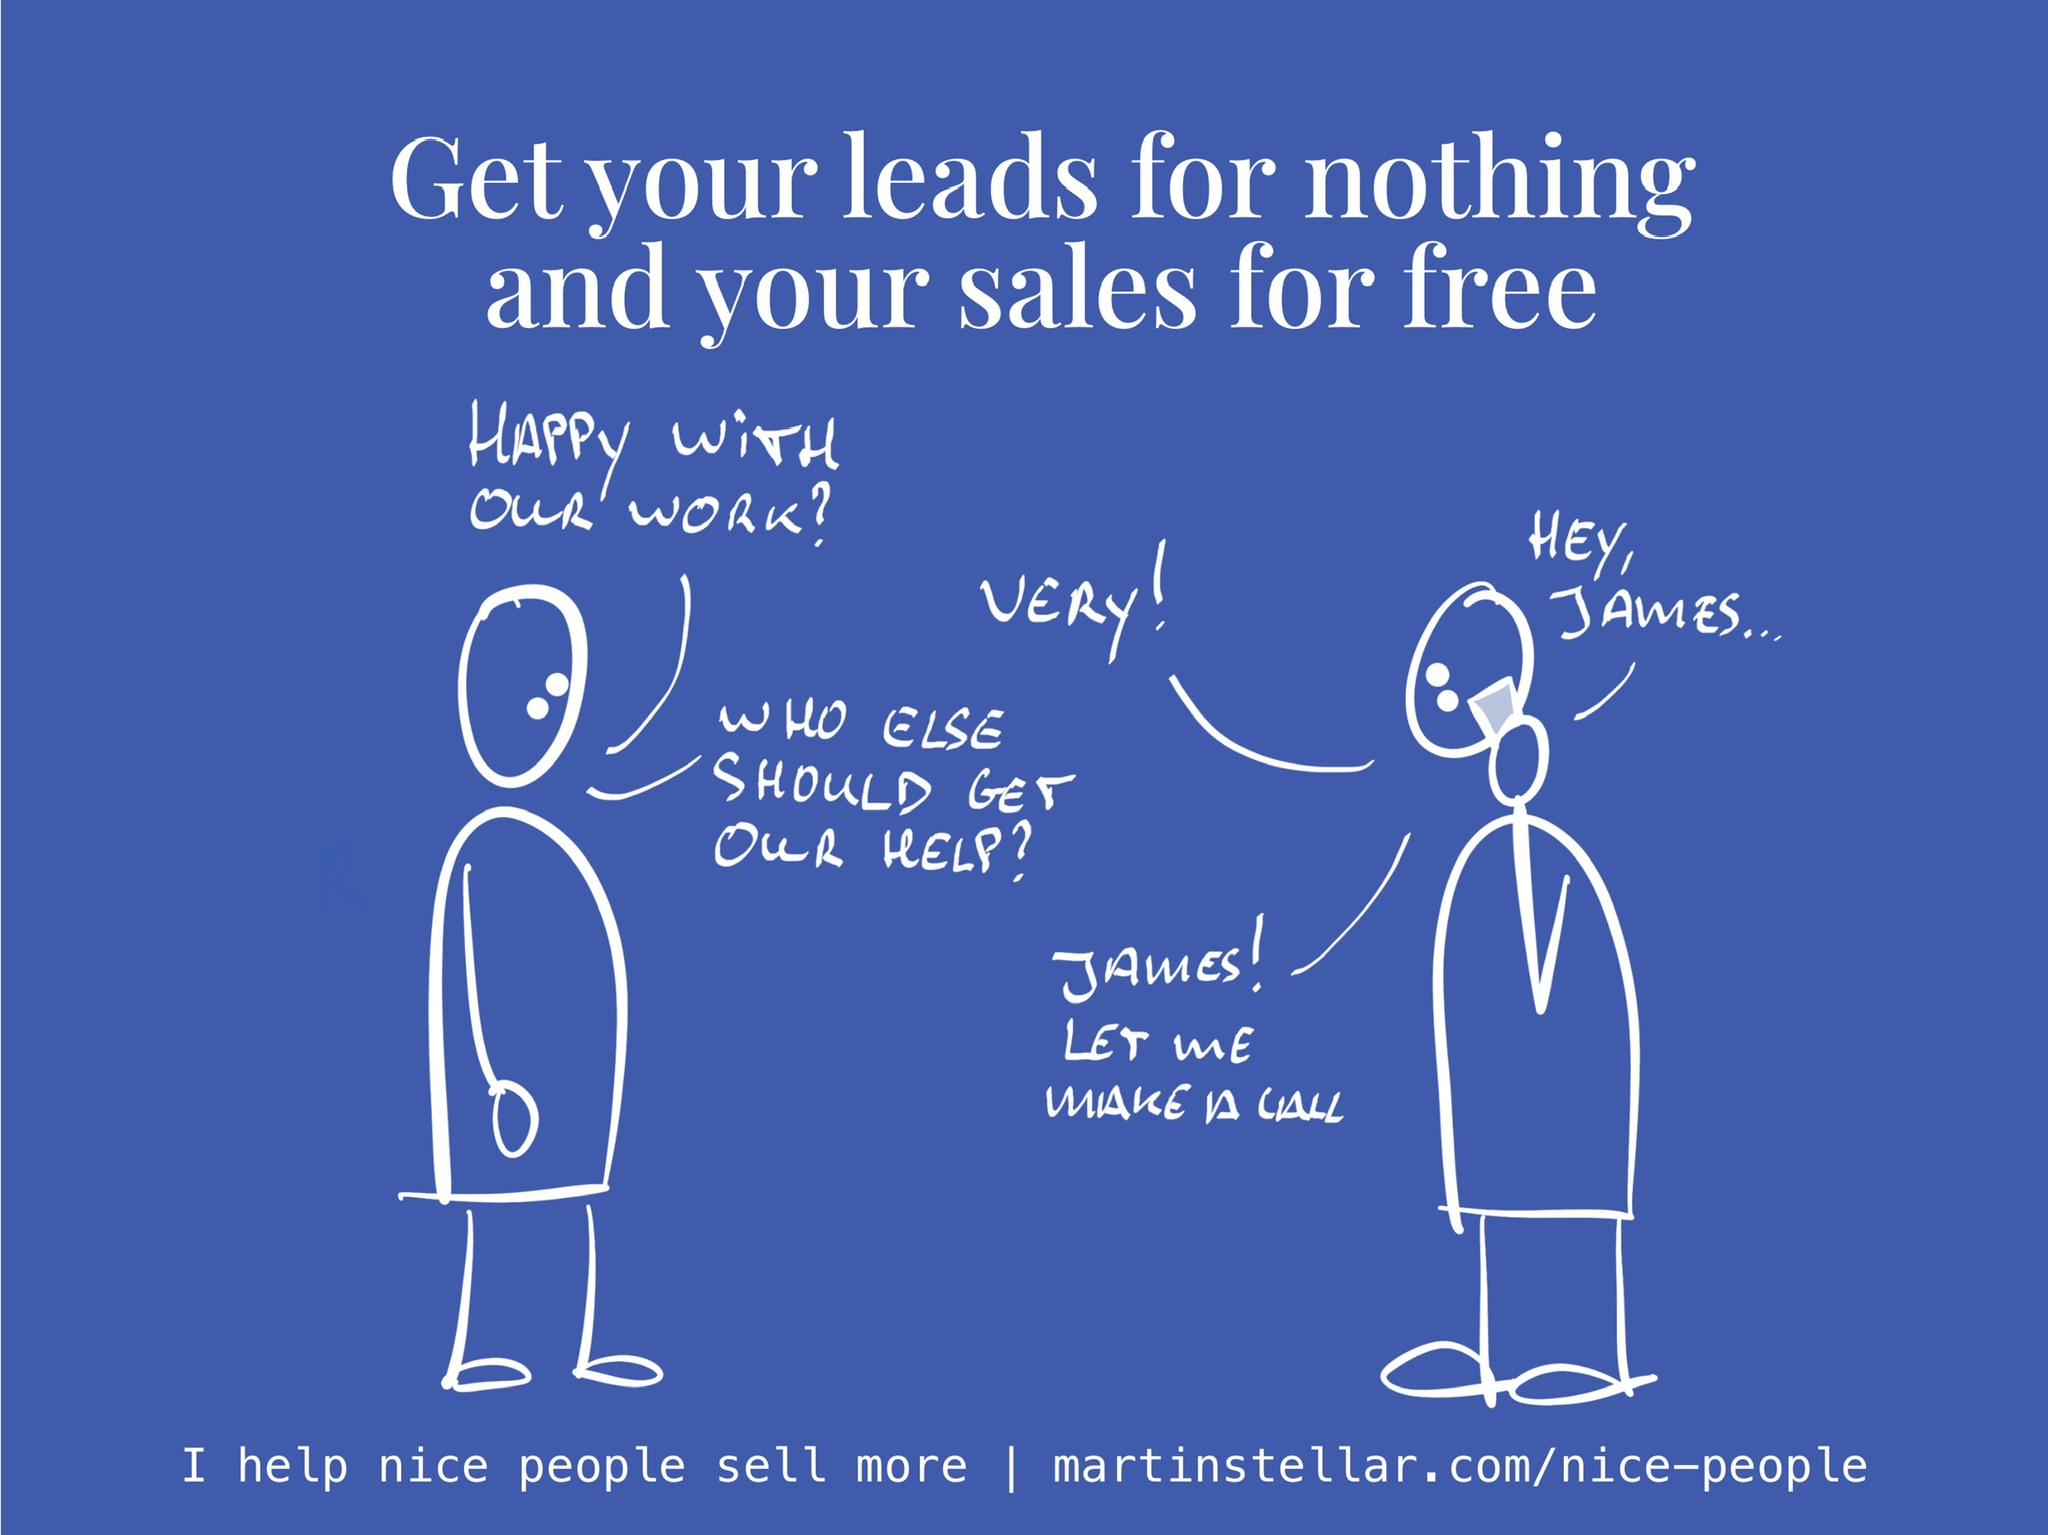 Get your leads for nothing
and your sales for free
HAPPY WITH
OUR WORK?
VERY!
HEY,
JAMES...
WHO ELSE
SHOULD GET
OUR HELP?
JAMES!
LET ME
MAKE A CALL
R
I help nice people sell more | martinstellar.com/nice-people